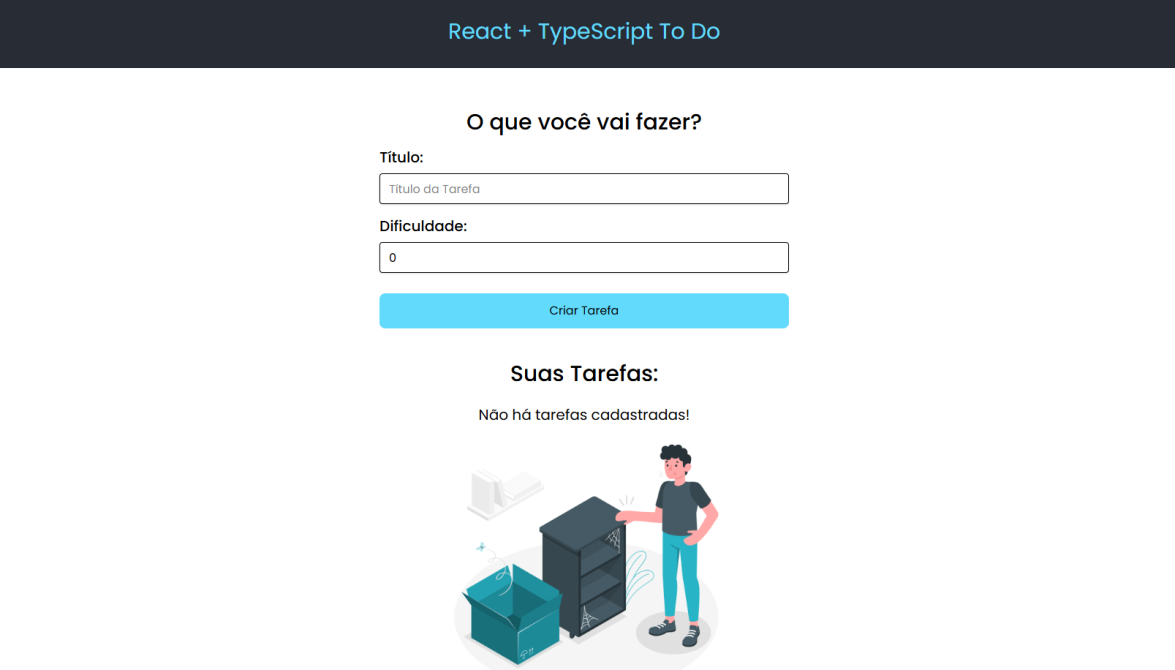 React + TypeScript To Do
O que você vai fazer?
Título:
Título da Tarefa
Dificuldade:
0
Criar Tarefa
Suas Tarefas:
Não há tarefas cadastradas!